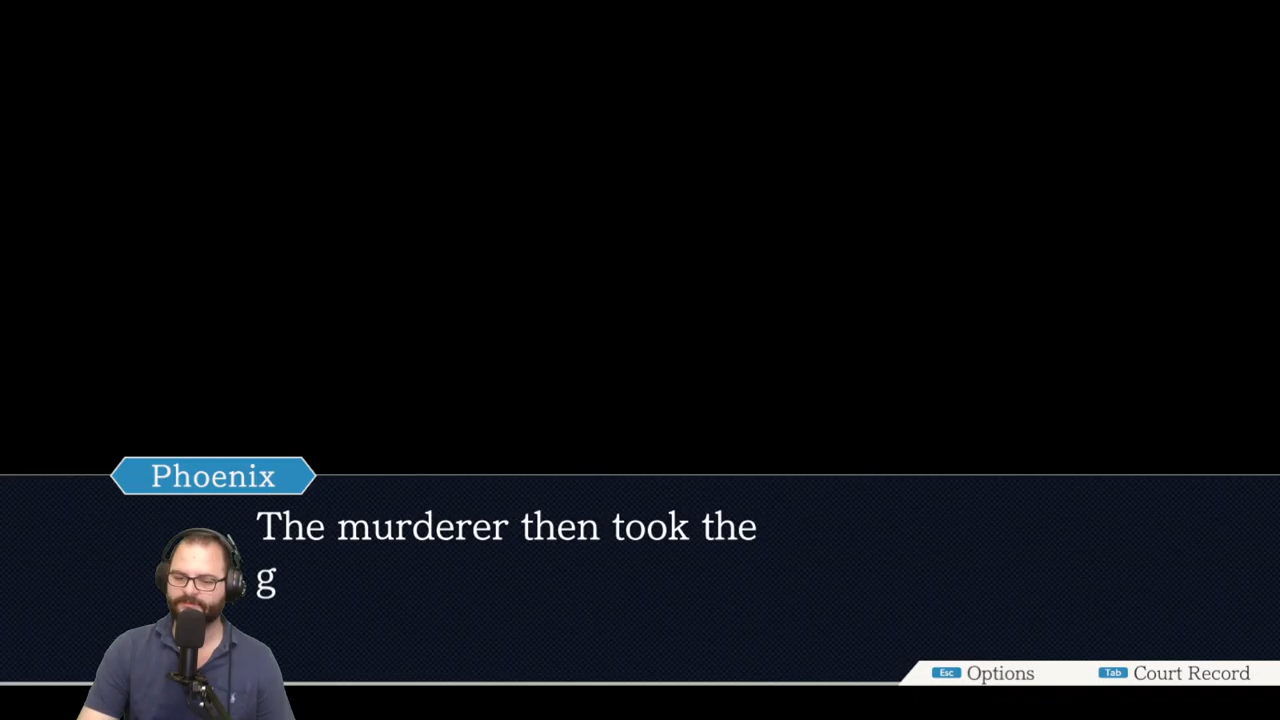 Phoenix
The murderer then took the
g
Esc Options Tab Court Record